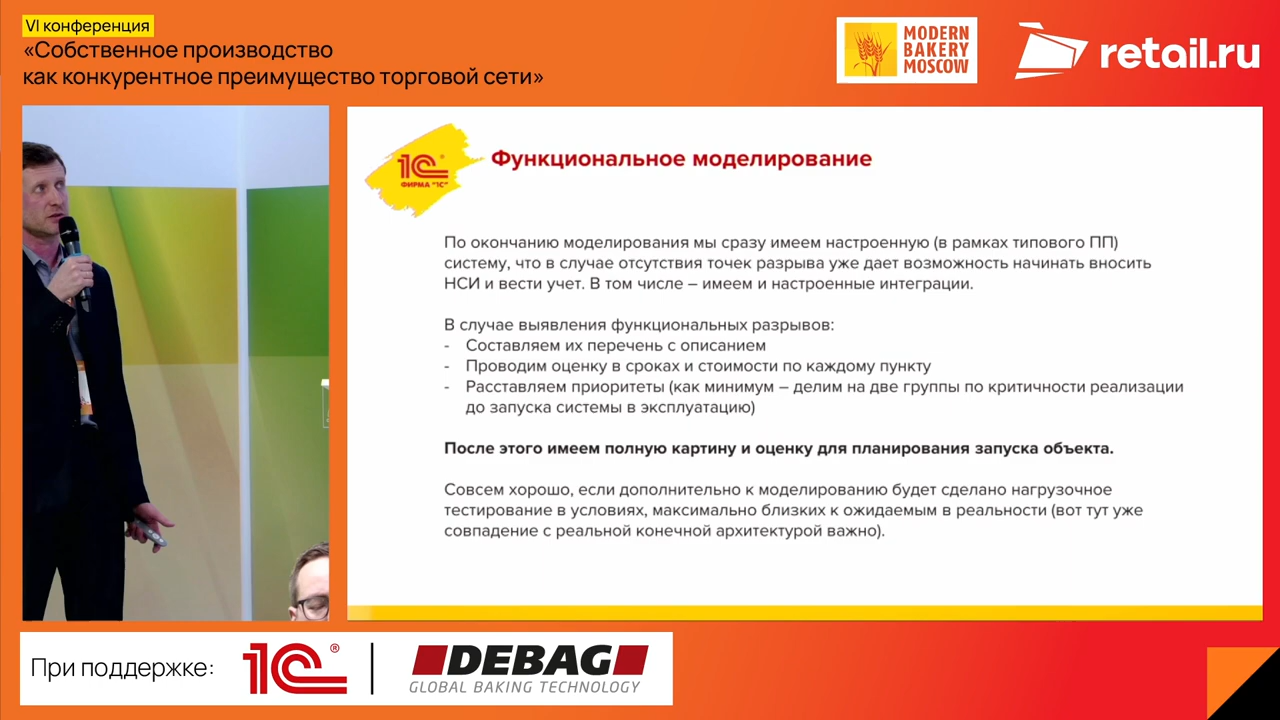 VI конференция
«Собственное производство
как конкурентное преимущество торговой сети»
MODERN
BAKERY
MOSCOW
retail.ru
1С®
ФИРМА "1С"
Функциональное моделирование
По окончанию моделирования мы сразу имеем настроенную (в рамках типового ПП)
систему, что в случае отсутствия точек разрыва уже дает возможность начинать вносить
НСИ и вести учет. В том числе – имеем и настроенные интеграции.
В случае выявления функциональных разрывов:
- Составляем их перечень с описанием
- Проводим оценку в сроках и стоимости по каждому пункту
- Расставляем приоритеты (как минимум – делим на две группы по критичности реализации
до запуска системы в эксплуатацию)
После этого имеем полную картину и оценку для планирования запуска объекта.
Совсем хорошо, если дополнительно к моделированию будет сделано нагрузочное
тестирование в условиях, максимально близких к ожидаемым в реальности (вот тут уже
совпадение с реальной конечной архитектурой важно).
При поддержке:
1С®
DEBAG
GLOBAL BAKING TECHNOLOGY